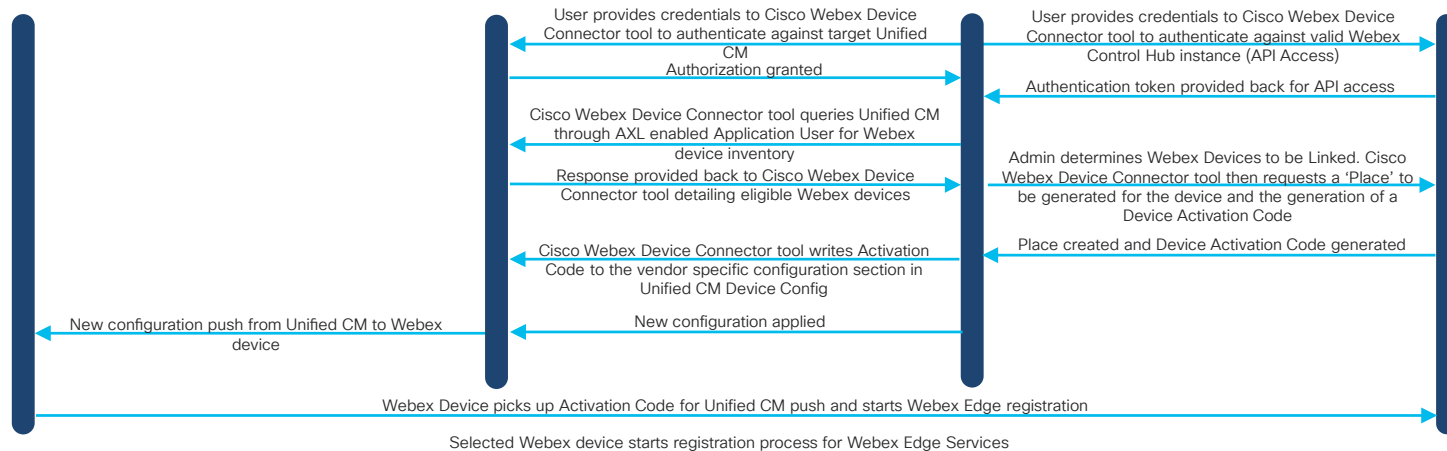 User provides credentials to Cisco Webex Device
Connector tool to authenticate against target Unified
CM
User provides credentials to Cisco Webex Device
Connector tool to authenticate against valid Webex
Control Hub instance (API Access)
Authorization granted
Authentication token provided back for API access
Cisco Webex Device Connector tool queries Unified CM
through AXL enabled Application User for Webex
device inventory
Response provided back to Cisco Webex Device
Connector tool detailing eligible Webex devices
Admin determines Webex Devices to be Linked. Cisco
Webex Device Connector tool then requests a ‘Place’ to
be generated for the device and the generation of a
Device Activation Code
Place created and Device Activation Code generated
Cisco Webex Device Connector tool writes Activation
Code to the vendor specific configuration section in
Unified CM Device Config
New configuration applied
New configuration push from Unified CM to Webex
device
Webex Device picks up Activation Code for Unified CM push and starts Webex Edge registration
Selected Webex device starts registration process for Webex Edge Services